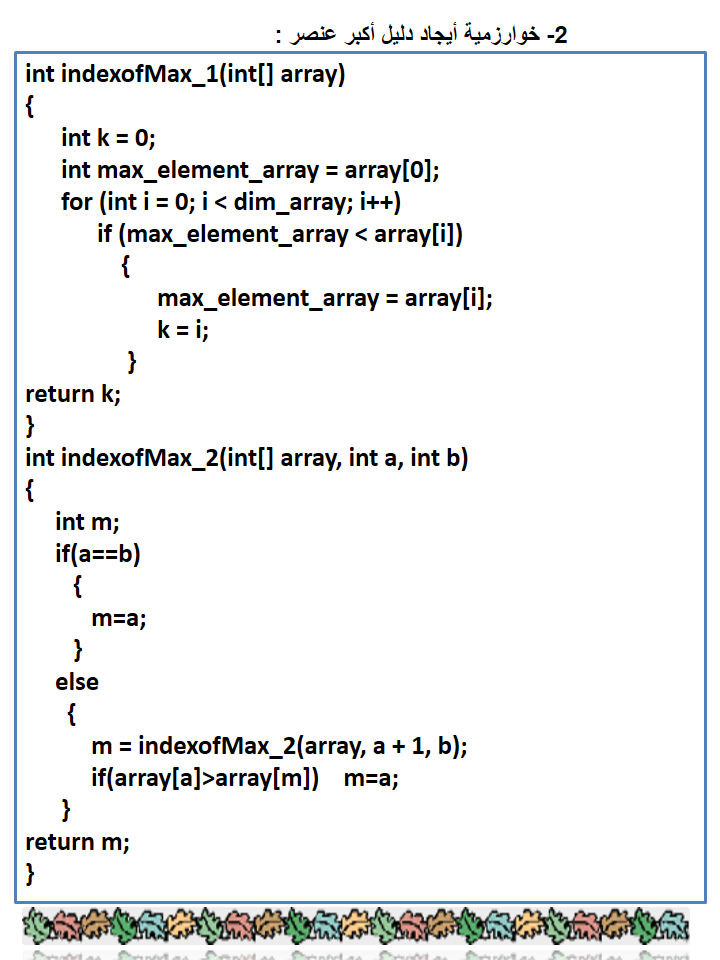 2- خوارزمية أيجاد دليل أكبر عنصر :
int indexofMax_1(int[] array)
{
int k = 0;
int max_element_array = array[0];
for (int i = 0; i < dim_array; i++)
if (max_element_array < array[i])
{
max_element_array = array[i];
k = i;
}
return k;
}
int indexofMax_2(int[] array, int a, int b)
{
int m;
if(a==b)
{
m=a;
}
else
{
m = indexofMax_2(array, a + 1, b);
if(array[a]>array[m]) m=a;
}
return m;
}